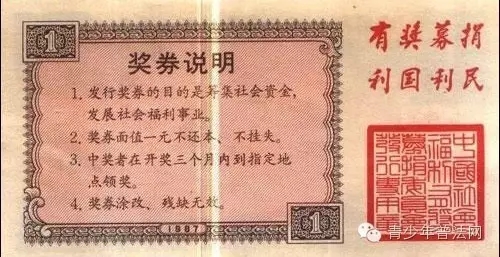 1
奖券说明
1. 发行奖券的目的是筹集社会资金，
发展社会福利事业。
2. 奖券面值一元不还本、不挂失。
3. 中奖者在开奖三个月内到指定地
点领奖。
4. 奖券涂改、残缺无效。
1987
1
有奖募捐
利国利民
青少年普法网